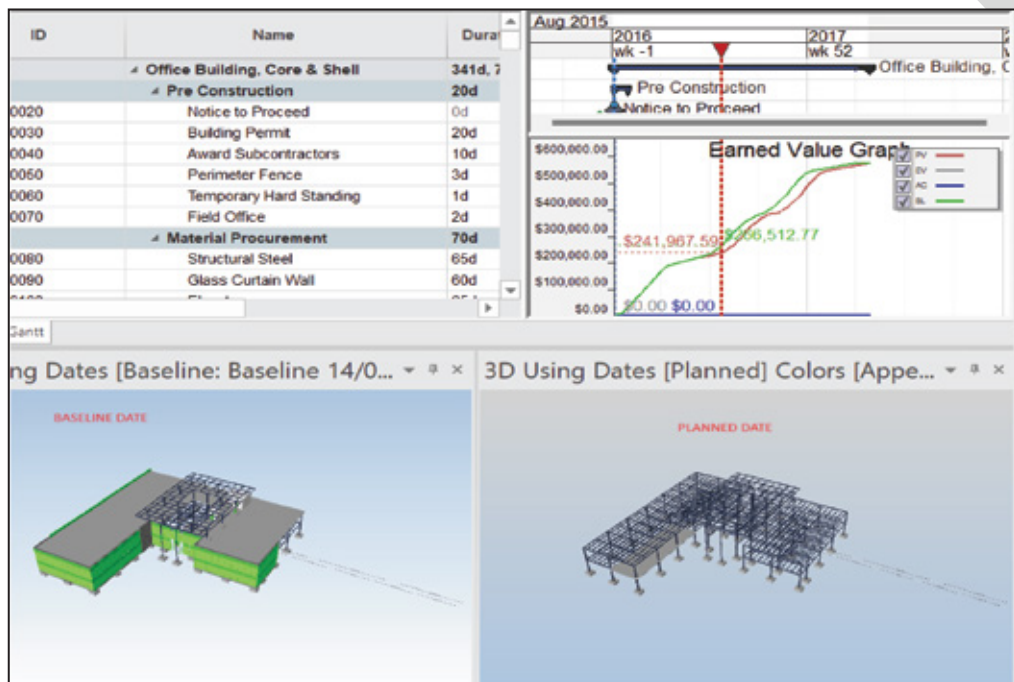 ID Name Durat
Office Building, Core & Shell 341d, 7
Pre Construction 20d
0020 Notice to Proceed 0d
0030 Building Permit 20d
0040 Award Subcontractors 10d
0050 Perimeter Fence 3d
0060 Temporary Hard Standing 1d
0070 Field Office 2d
Material Procurement 70d
0080 Structural Steel 65d
0090 Glass Curtain Wall 60d
Gantt
Aug 2015
2016 2017
wk -1 wk 52
Office Building, C
Pre Construction
Notice to Proceed
Earned Value Graph
$600,000.00
$500,000.00
$400,000.00
$300,000.00
$200,000.00
$100,000.00
$0.00
PV
EV
AC
BL
$241,967.59
$266,512.77
$0.00 $0.00
ng Dates [Baseline: Baseline 14/0...
BASELINE DATE
3D Using Dates [Planned] Colors [Appe...
PLANNED DATE